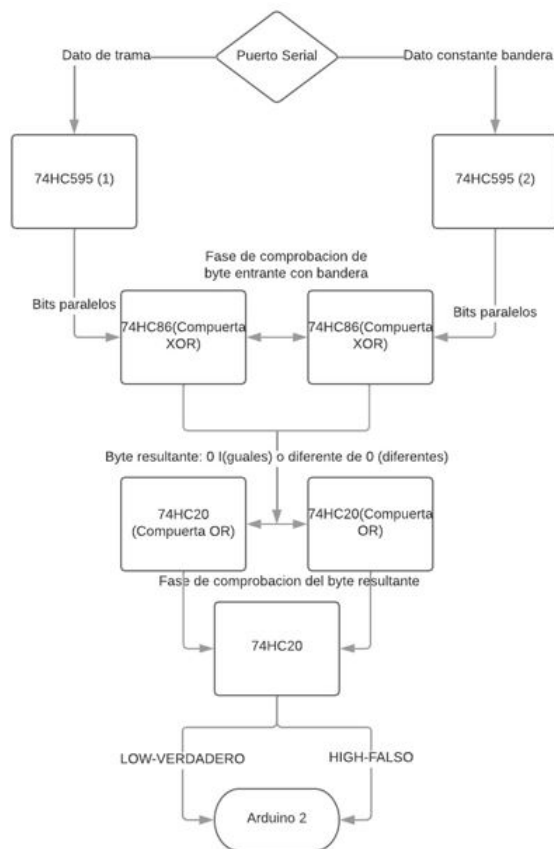 Puerto Serial
Dato de trama
Dato constante bandera
74HC595 (1)
74HC595 (2)
Fase de comprobacion de
byte entrante con bandera
Bits paralelos
Bits paralelos
74HC86(Compuerta
XOR)
74HC86(Compuerta
XOR)
Byte resultante: 0 I(guales) o diferente de 0 (diferentes)
74HC20
(Compuerta OR)
74HC20(Compuerta
OR)
Fase de comprobacion del byte resultante
74HC20
LOW-VERDADERO
HIGH-FALSO
Arduino 2